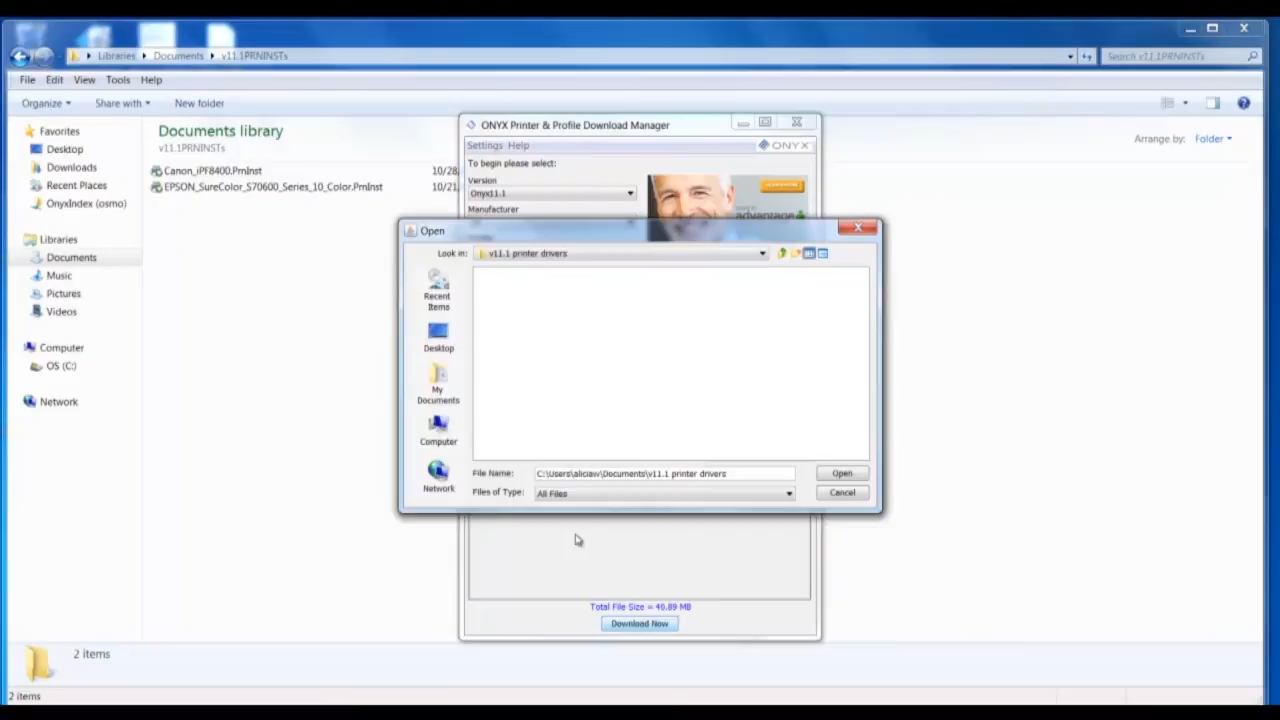 Libraries Documents v11.1PRNINSTs
Search v11.1PRNINSTs
File Edit View Tools Help
Organize Share with New folder
Favorites
Desktop
Downloads
Recent Places
OnyxIndex (osmo)
Libraries
Documents
Music
Pictures
Videos
Computer
OS (C:)
Network
Documents library
v11.1PRNINSTs
Arrange by: Folder
Canon_iPF8400.PrnInst 10/28,
EPSON_SureColor_S70600_Series_10_Color.PrnInst 10/21,
ONYX Printer & Profile Download Manager
Settings Help
ONYX
To begin please select:
Version
Onyx11.1
Manufacturer
advantage
Open
Look in: v11.1 printer drivers
Recent
Items
Desktop
My
Documents
Computer
Network
File Name: C:\Users\aliciaw\Documents\v11.1 printer drivers
Open
Files of Type: All Files
Cancel
Total File Size = 40.89 MB
Download Now
2 items
2 items